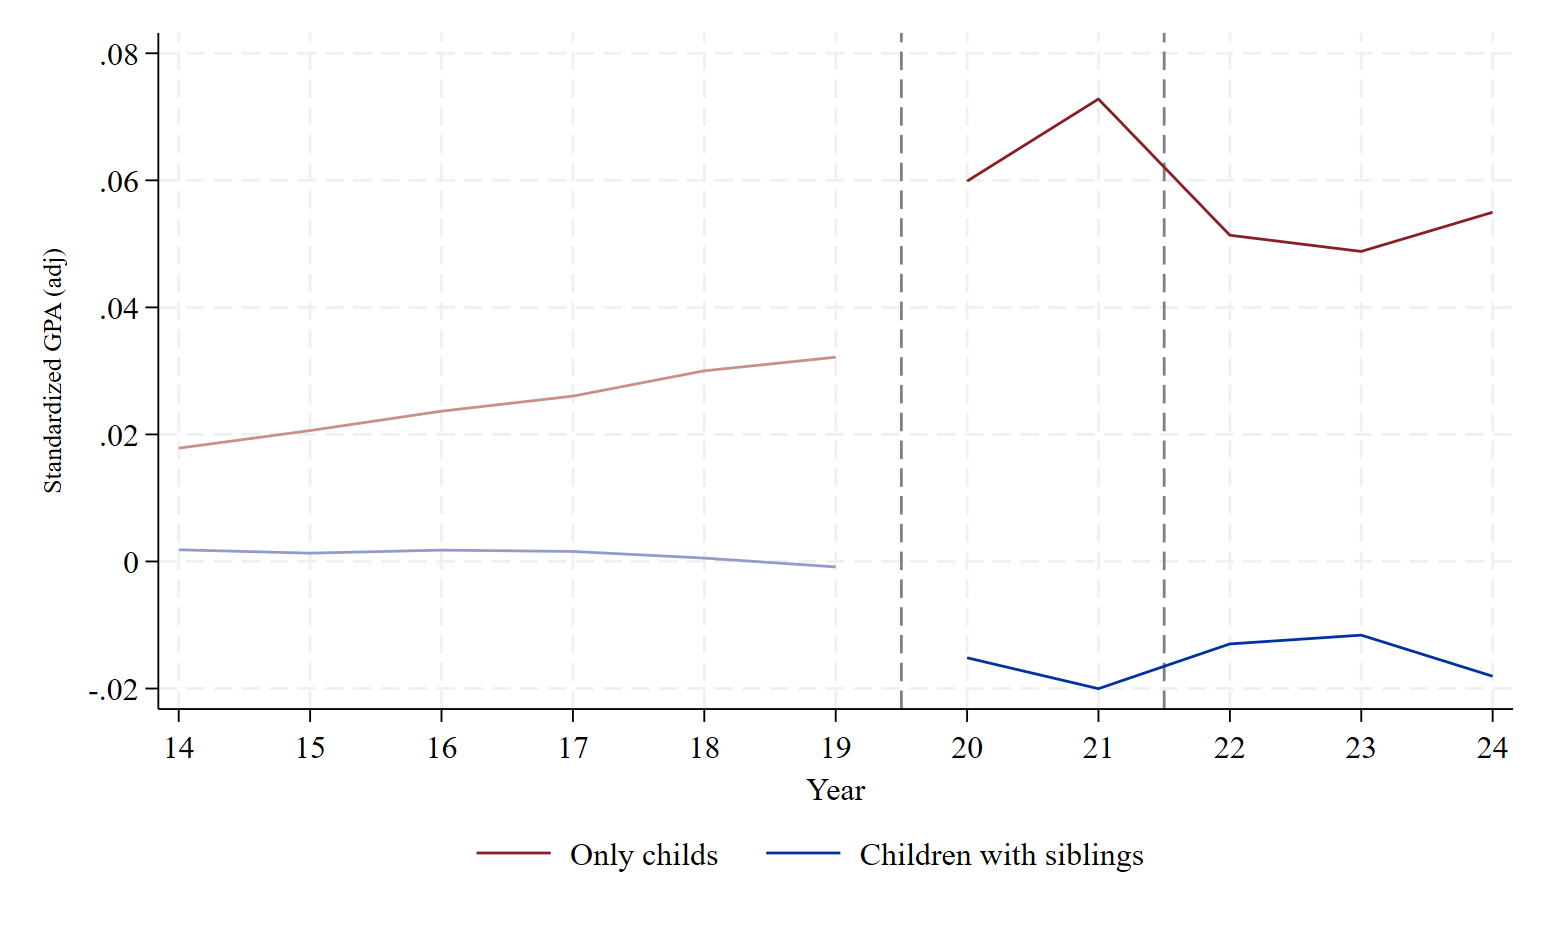 .08
.06
.04
.02
0
-.02
Standardized GPA (adj)
14 15 16 17 18 19 20 21 22 23 24
Year
Only childs Children with siblings